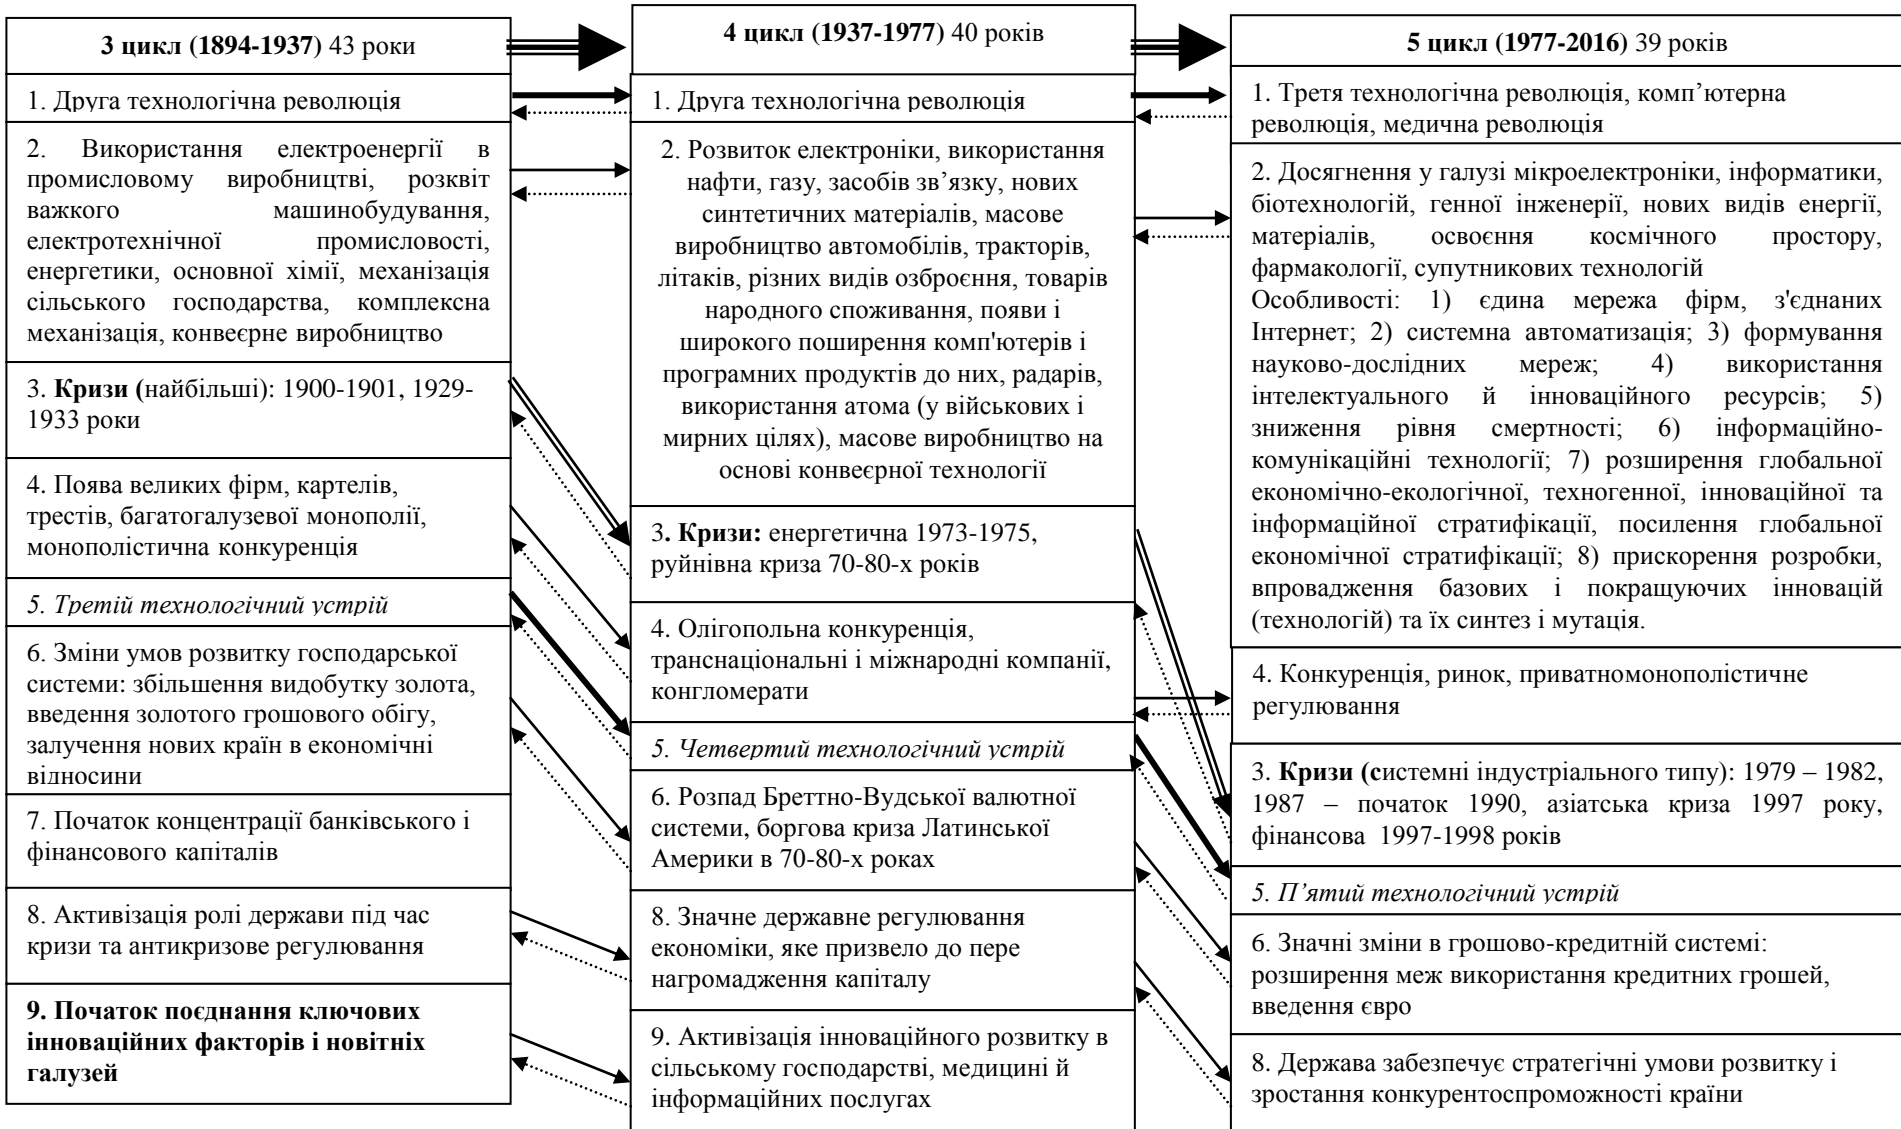 3 цикл (1894-1937) 43 роки
1. Друга технологічна революція
2. Використання електроенергії в
промисловому виробництві, розквіт
важкого машинобудування,
електротехнічної промисловості,
енергетики, основної хімії, механізація
сільського господарства, комплексна
механізація, конвеєрне виробництво
3. Кризи (найбільші): 1900-1901, 1929-
1933 роки
4. Поява великих фірм, картелів,
трестів, багатогалузевої монополії,
монополістична конкуренція
5. Третій технологічний устрій
6. Зміни умов розвитку господарської
системи: збільшення видобутку золота,
введення золотого грошового обігу,
залучення нових країн в економічні
відносини
7. Початок концентрації банківського і
фінансового капіталів
8. Активізація ролі держави під час
кризи та антикризове регулювання
9. Початок поєднання ключових
інноваційних факторів і новітніх
галузей
4 цикл (1937-1977) 40 років
1. Друга технологічна революція
2. Розвиток електроніки, використання
нафти, газу, засобів зв’язку, нових
синтетичних матеріалів, масове
виробництво автомобілів, тракторів,
літаків, різних видів озброєння, товарів
народного споживання, появи і
широкого поширення комп'ютерів і
програмних продуктів до них, радарів,
використання атома (у військових і
мирних цілях), масове виробництво на
основі конвеєрної технології
3. Кризи: енергетична 1973-1975,
руйнівна криза 70-80-х років
4. Олігопольна конкуренція,
транснаціональні і міжнародні компанії,
конгломерати
5. Четвертий технологічний устрій
6. Розпад Бреттно-Вудської валютної
системи, боргова криза Латинської
Америки в 70-80-х роках
8. Значне державне регулювання
економіки, яке призвело до пере
нагромадження капіталу
9. Активізація інноваційного розвитку в
сільському господарстві, медицині й
інформаційних послугах
5 цикл (1977-2016) 39 років
1. Третя технологічна революція, комп’ютерна
революція, медична революція
2. Досягнення у галузі мікроелектроніки, інформатики,
біотехнологій, генної інженерії, нових видів енергії,
матеріалів, освоєння космічного простору,
фармакології, супутникових технологій
Особливості: 1) єдина мережа фірм, з'єднаних
Інтернет; 2) системна автоматизація; 3) формування
науково-дослідних мереж; 4) використання
інтелектуального й інноваційного ресурсів; 5)
зниження рівня смертності; 6) інформаційно-
комунікаційні технології; 7) розширення глобальної
економічно-екологічної, техногенної, інноваційної та
інформаційної стратифікації, посилення глобальної
економічної стратифікації; 8) прискорення розробки,
впровадження базових і покращуючих інновацій
(технологій) та їх синтез і мутація.
4. Конкуренція, ринок, приватномонополістичне
регулювання
3. Кризи (системні індустріального типу): 1979 – 1982,
1987 – початок 1990, азіатська криза 1997 року,
фінансова 1997-1998 років
5. П’ятий технологічний устрій
6. Значні зміни в грошово-кредитній системі:
розширення меж використання кредитних грошей,
введення євро
8. Держава забезпечує стратегічні умови розвитку і
зростання конкурентоспроможності країни